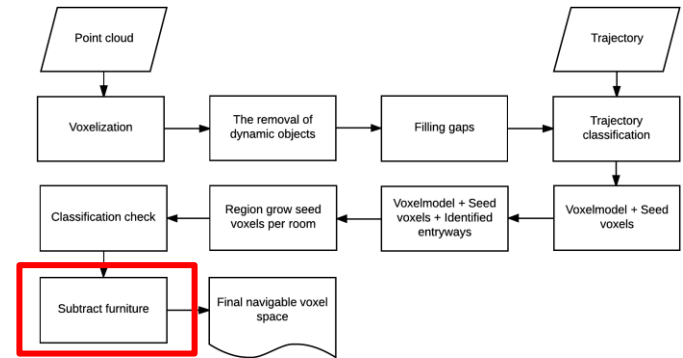 Point cloud
Trajectory
Voxelization
The removal of
dynamic objects
Filling gaps
Trajectory
classification
Classification check
Region grow seed
voxels per room
Voxelmodel + Seed
voxels + Identified
entryways
Voxelmodel + Seed
voxels
Subtract furniture
Final navigable voxel
space